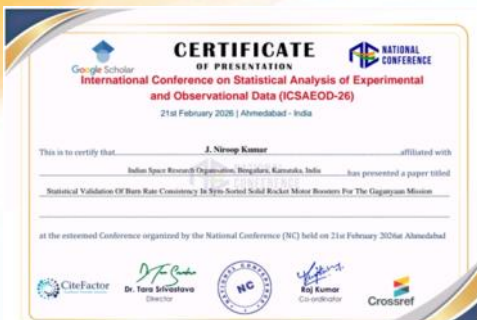 Google Scholar
CERTIFICATE
OF PRESENTATION
NATIONAL
CONFERENCE
International Conference on Statistical Analysis of Experimental
and Observational Data (ICSAEOD-26)
21st February 2026 | Ahmedabad - India
This is to certify that J. Niroop Kumar affiliated with
Indian Space Research Organisation, Bengaluru, Karnataka, India has presented a paper titled
Statistical Validation Of Burn Rate Consistency In Sym-Sorted Solid Rocket Motor Boosters For The Gaganyaan Mission
at the esteemed Conference organized by the National Conference (NC) held on 21st February 2026at Ahmedabad
CiteFactor
Dr. Tara Srivastava
Director
NATIONAL CONFERENCE
NC
Raj Kumar
Co-ordinator
Crossref